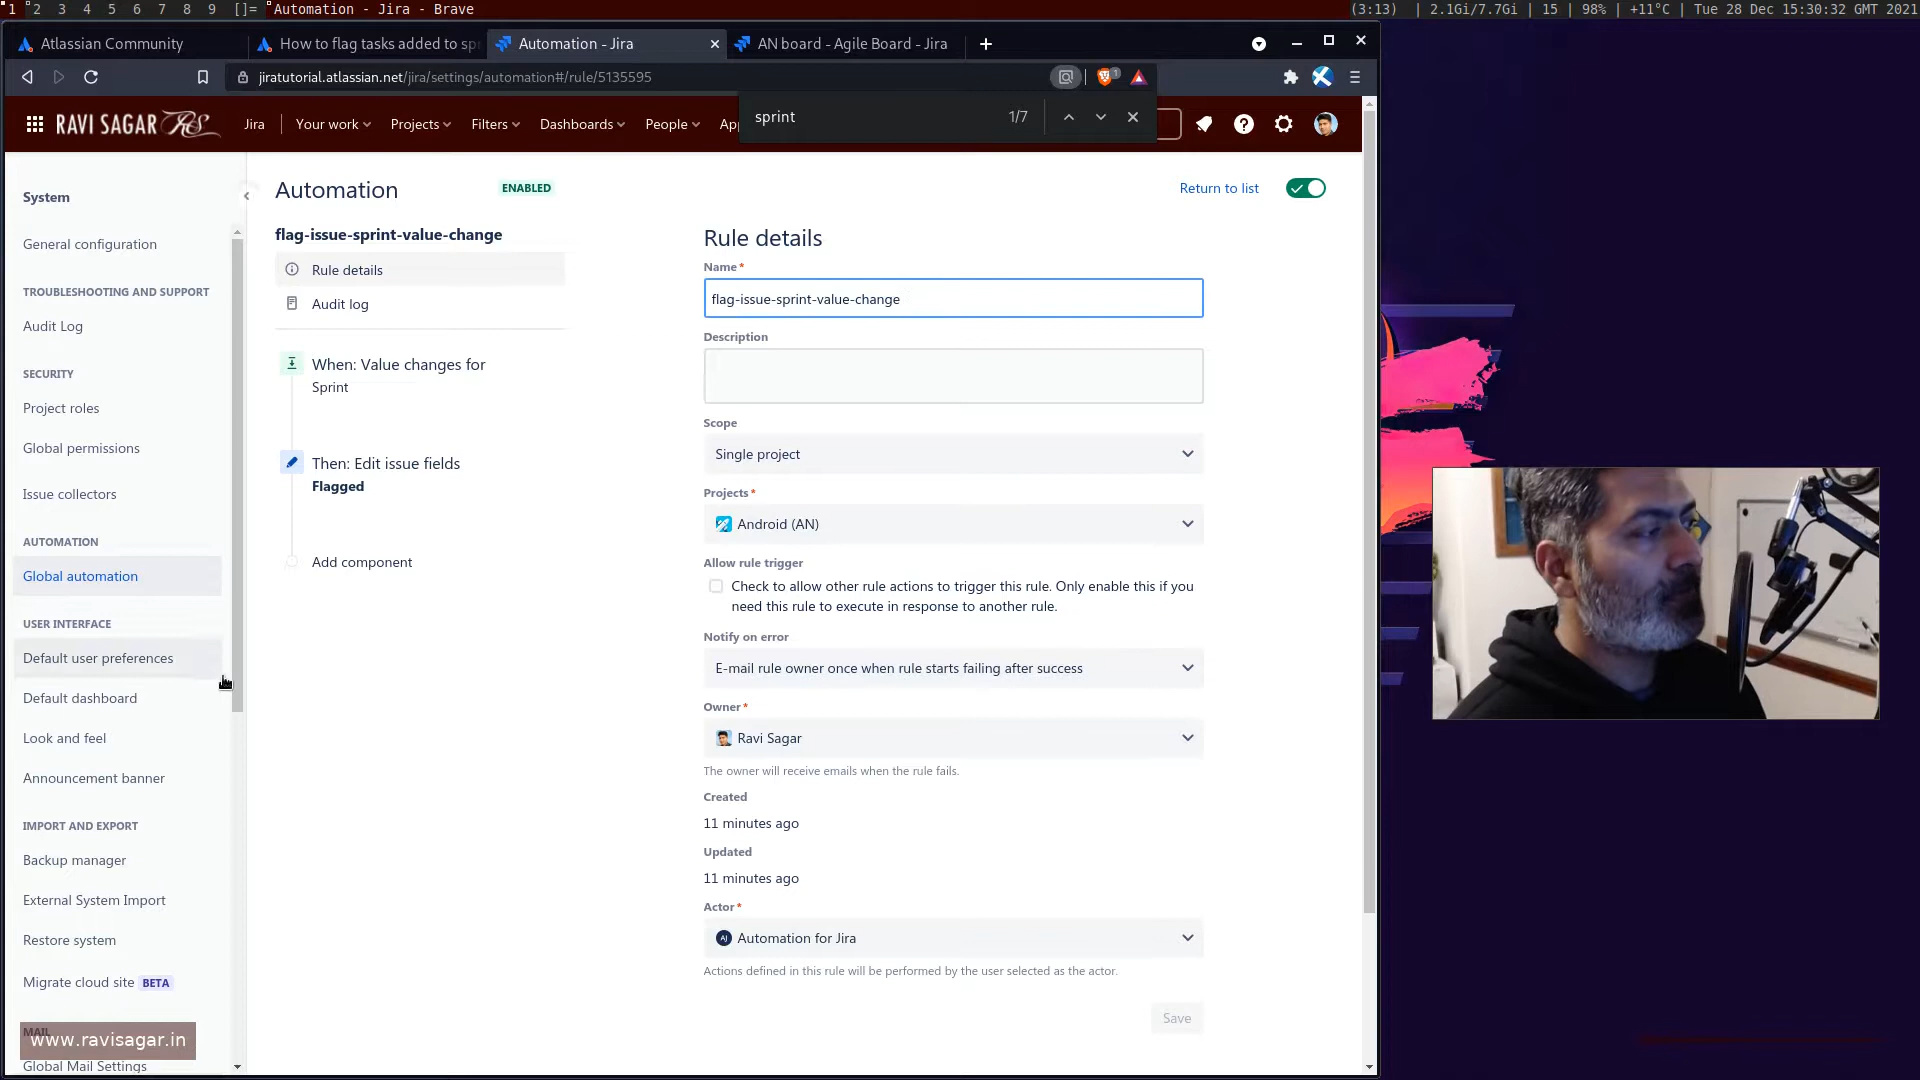 1 2 3 4 5 6 7 8 9 []= Automation - Jira - Brave
(3:13) | 2.1Gi/7.7Gi | 15 | 98% | +11°C | Tue 28 Dec 15:30:32 GMT 2021
Atlassian Community
How to flag tasks added to sp
Automation - Jira
AN board - Agile Board - Jira
jiratutorial.atlassian.net/jira/settings/automation#/rule/5135595
1
sprint
1/7
RAVI SAGAR RS
Jira
Your work
Projects
Filters
Dashboards
People
Ap
System
General configuration
TROUBLESHOOTING AND SUPPORT
Audit Log
SECURITY
Project roles
Global permissions
Issue collectors
AUTOMATION
Global automation
USER INTERFACE
Default user preferences
Default dashboard
Look and feel
Announcement banner
IMPORT AND EXPORT
Backup manager
External System Import
Restore system
Migrate cloud site BETA
MAIL
www.ravisagar.in
Global Mail Settings
Automation
ENABLED
Return to list
flag-issue-sprint-value-change
Rule details
Audit log
When: Value changes for
Sprint
Then: Edit issue fields
Flagged
Add component
Rule details
Name*
flag-issue-sprint-value-change
Description
Scope
Single project
Projects*
Android (AN)
Allow rule trigger
Check to allow other rule actions to trigger this rule. Only enable this if you
need this rule to execute in response to another rule.
Notify on error
E-mail rule owner once when rule starts failing after success
Owner*
Ravi Sagar
The owner will receive emails when the rule fails.
Created
11 minutes ago
Updated
11 minutes ago
Actor*
Automation for Jira
Actions defined in this rule will be performed by the user selected as the actor.
Save